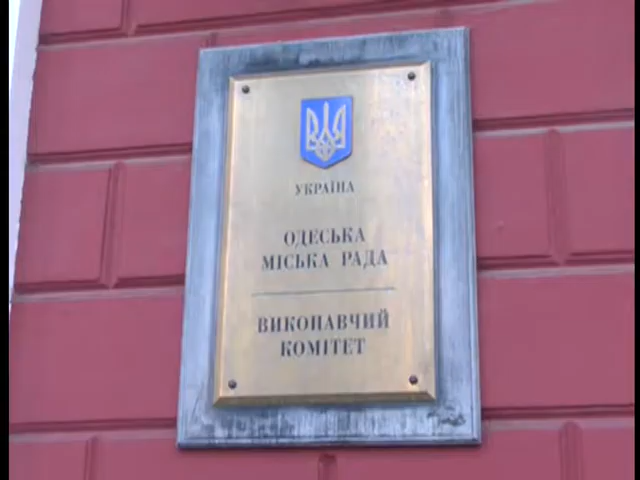 УКРАЇНА
ОДЕСЬКА
МІСЬКА РАДА
ВИКОНАВЧИЙ
КОМІТЕТ